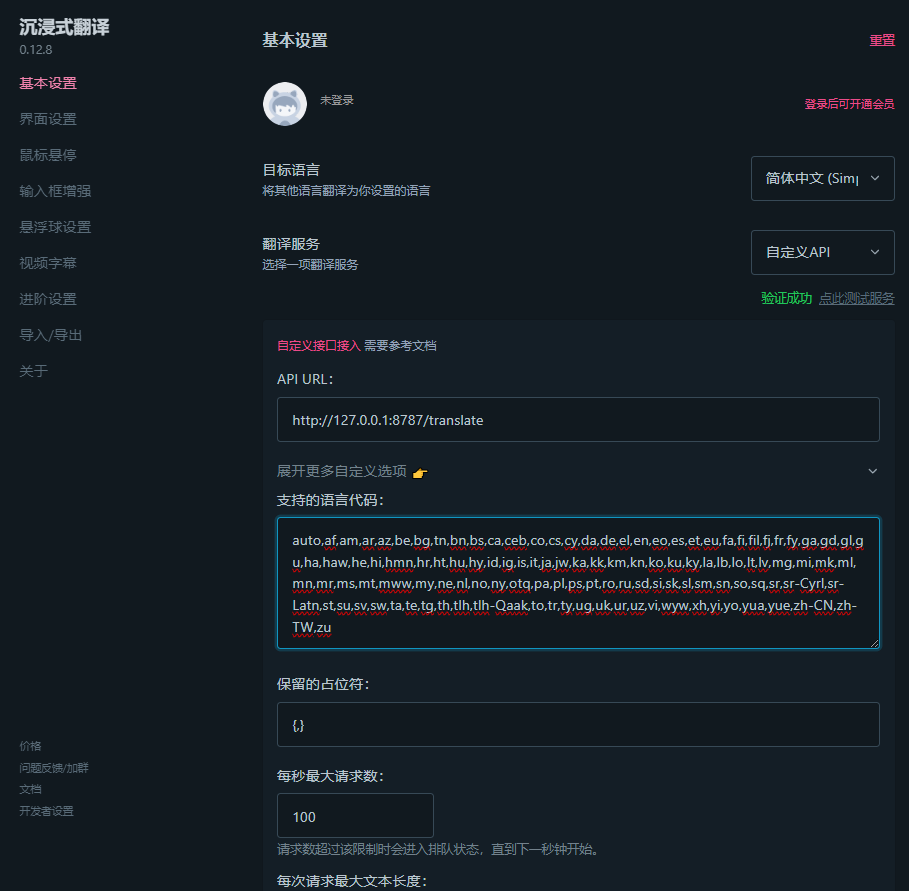 沉浸式翻译
0.12.8
基本设置
界面设置
鼠标悬停
输入框增强
悬浮球设置
视频字幕
进阶设置
导入/导出
关于
价格
问题反馈/加群
文档
开发者设置
基本设置
重置
未登录
登录后可开通会员
目标语言
将其他语言翻译为你设置的语言
简体中文 (Simp
翻译服务
选择一项翻译服务
自定义API
验证成功 点此测试服务
自定义接口接入 需要参考文档
API URL：
http://127.0.0.1:8787/translate
展开更多自定义选项 👉
支持的语言代码：
auto,af,am,ar,az,be,bg,tn,bn,bs,ca,ceb,co,cs,cy,da,de,el,en,eo,es,et,eu,fa,fi,fil,fj,fr,fy,ga,gd,gl,g
u,ha,haw,he,hi,hmn,hr,ht,hu,hy,id,ig,is,it,ja,jw,ka,kk,km,kn,ko,ku,ky,la,lb,lo,lt,lv,mg,mi,mk,ml,
mn,mr,ms,mt,mww,my,ne,nl,no,ny,otq,pa,pl,ps,pt,ro,ru,sd,si,sk,sl,sm,sn,so,sq,sr,sr-Cyrl,sr-
Latn,st,su,sv,sw,ta,te,tg,th,tlh,tlh-Qaak,to,tr,ty,ug,uk,ur,uz,vi,wyw,xh,yi,yo,yua,yue,zh-CN,zh-
TW,zu
保留的占位符：
{,}
每秒最大请求数：
100
请求数超过该限制时会进入排队状态，直到下一秒钟开始。
每次请求最大文本长度：